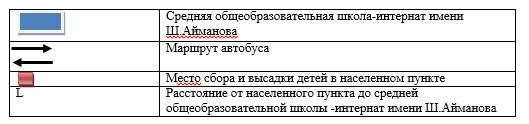 Средняя общеобразовательная школа-интернат имени
Ш.Айманова
Маршрут автобуса
Место сбора и высадки детей в населенном пункте
L
Расстояние от населенного пункта до средней
общеобразовательной школы -интернат имени Ш.Айманова